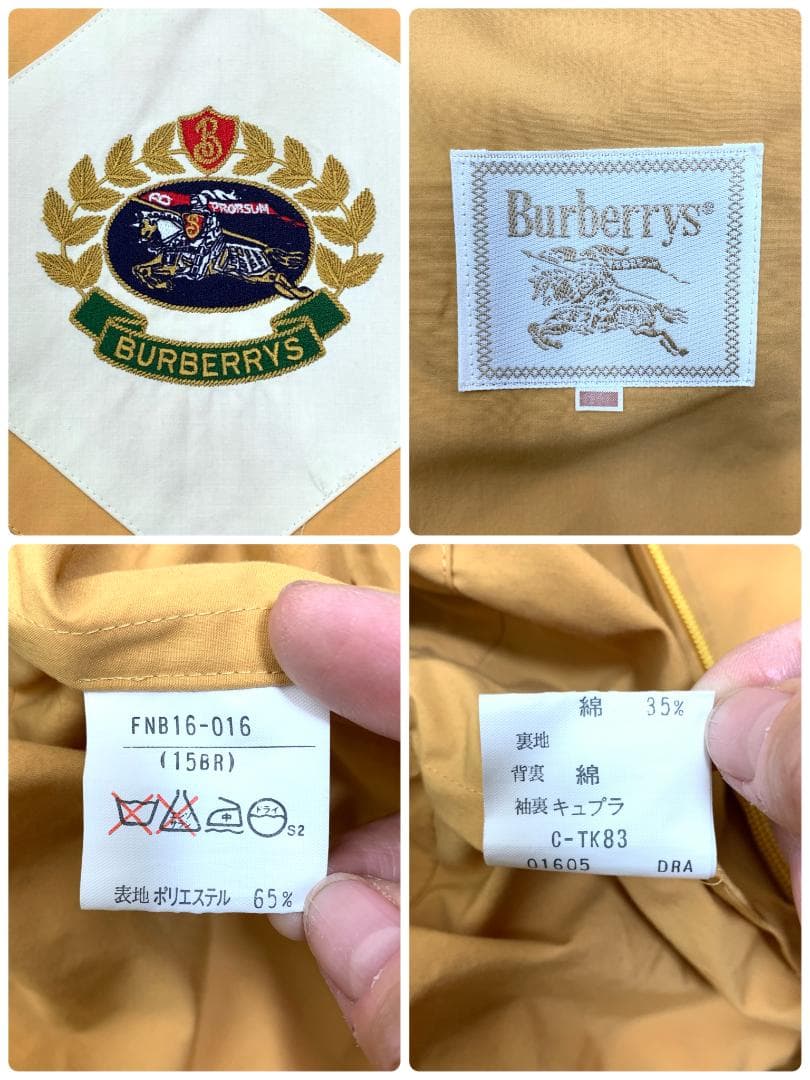 B
PRORSUM
BURBERRYS
Burberrys®
FNB16-016
(15BR)
中
ドライ
S2
表地 ポリエステル 65%
綿 35%
裏地
背裏 綿
袖裏 キュプラ
C-TK83
01605 DRA